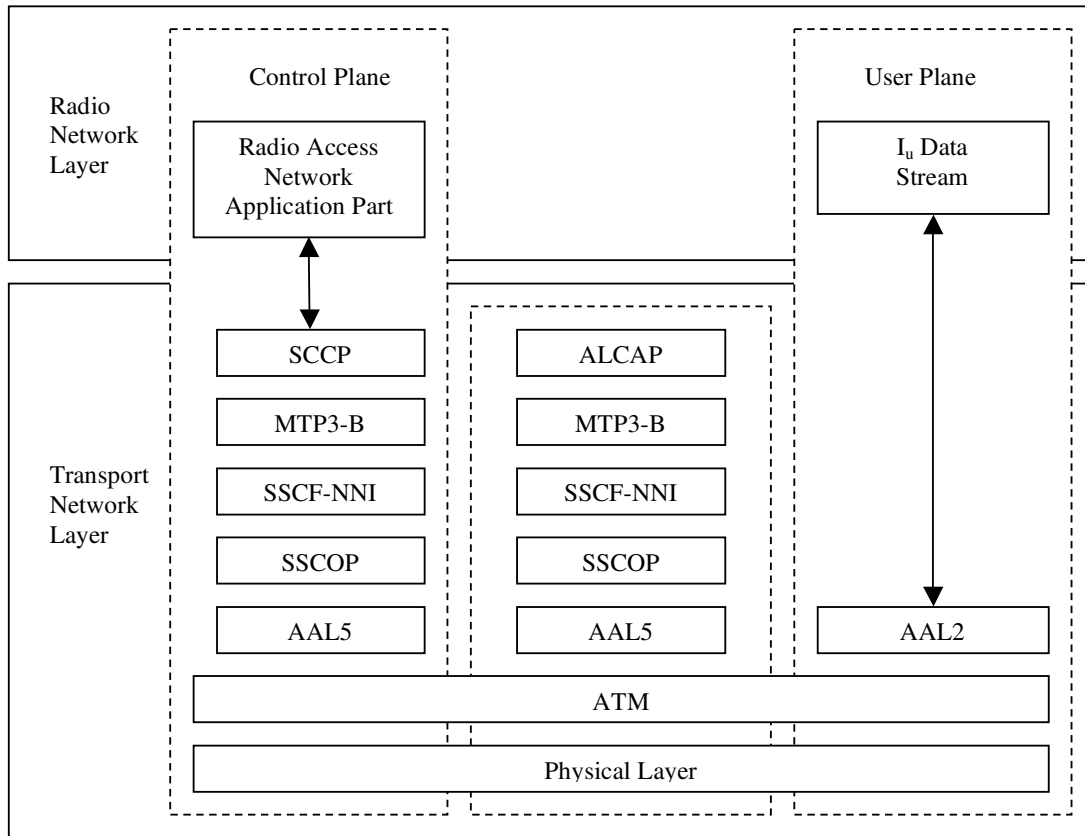 Control Plane
User Plane
Radio
Network
Layer
Radio Access
Network
Application Part
Iu Data
Stream
Transport
Network
Layer
SCCP
ALCAP
MTP3-B
MTP3-B
SSCF-NNI
SSCF-NNI
SSCOP
SSCOP
AAL5
AAL5
AAL2
ATM
Physical Layer